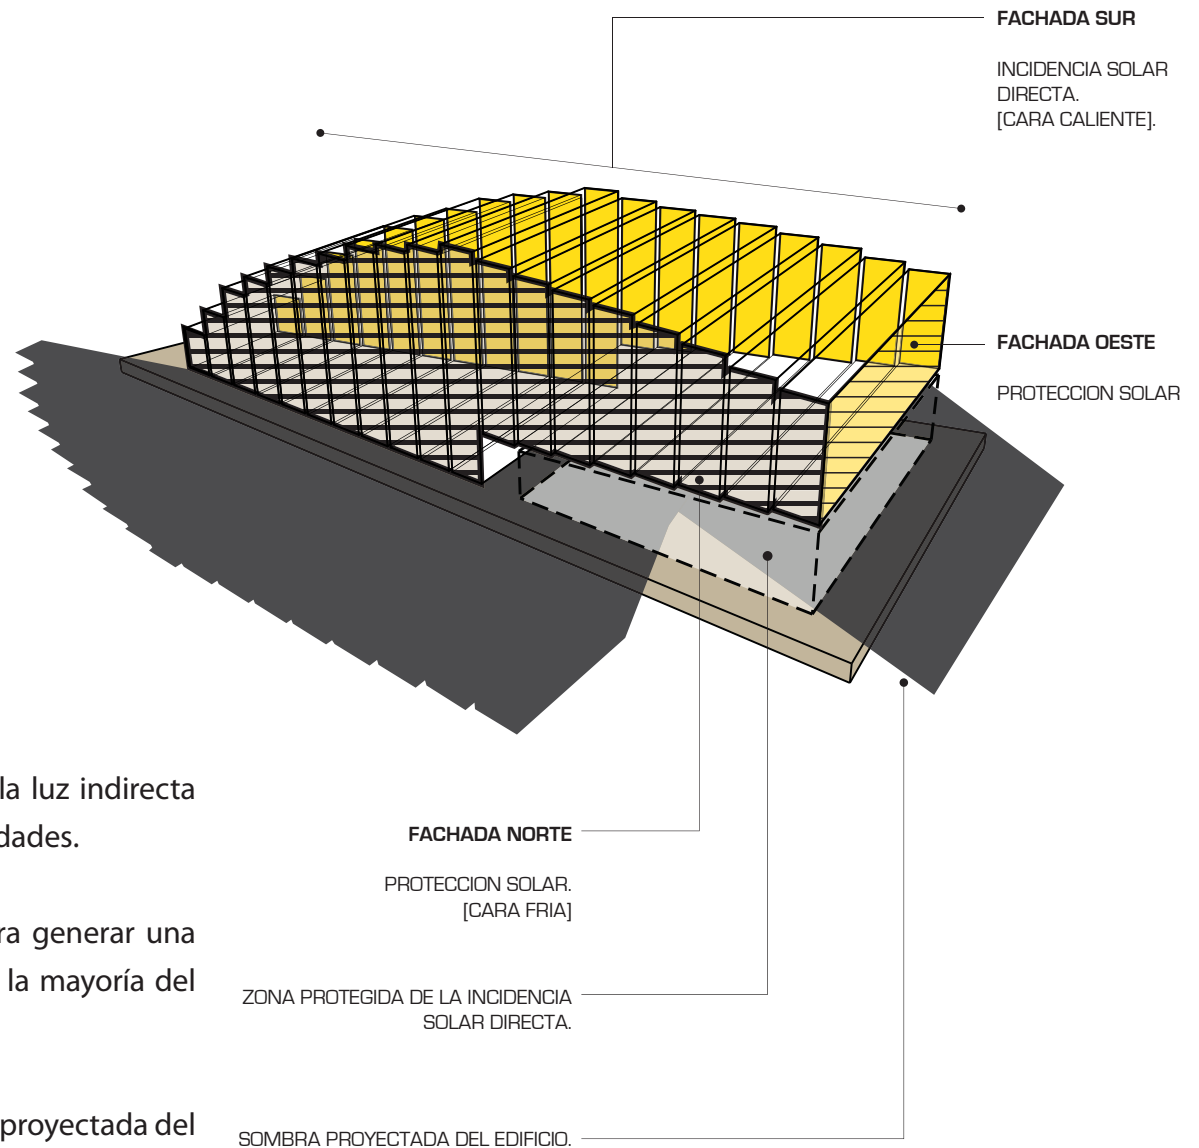 FACHADA SUR
INCIDENCIA SOLAR
DIRECTA.
[CARA CALIENTE].
FACHADA OESTE
PROTECCION SOLAR
la luz indirecta
dades.
FACHADA NORTE
PROTECCION SOLAR.
[CARA FRIA]
ra generar una
la mayoría del
ZONA PROTEGIDA DE LA INCIDENCIA
SOLAR DIRECTA.
proyectada del
SOMBRA PROYECTADA DEL EDIFICIO.